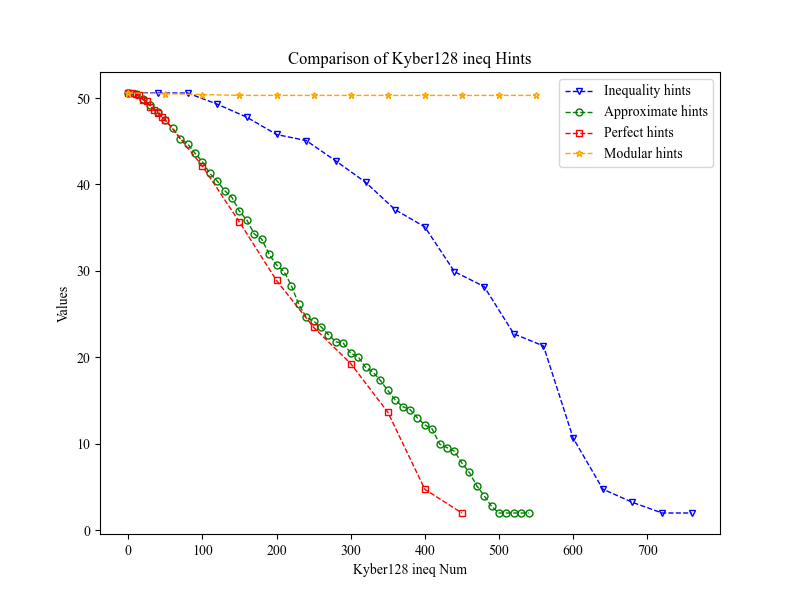 Comparison of Kyber128 ineq Hints
Inequality hints
Approximate hints
Perfect hints
Modular hints
Values
50
40
30
20
10
0
0 100 200 300 400 500 600 700
Kyber128 ineq Num